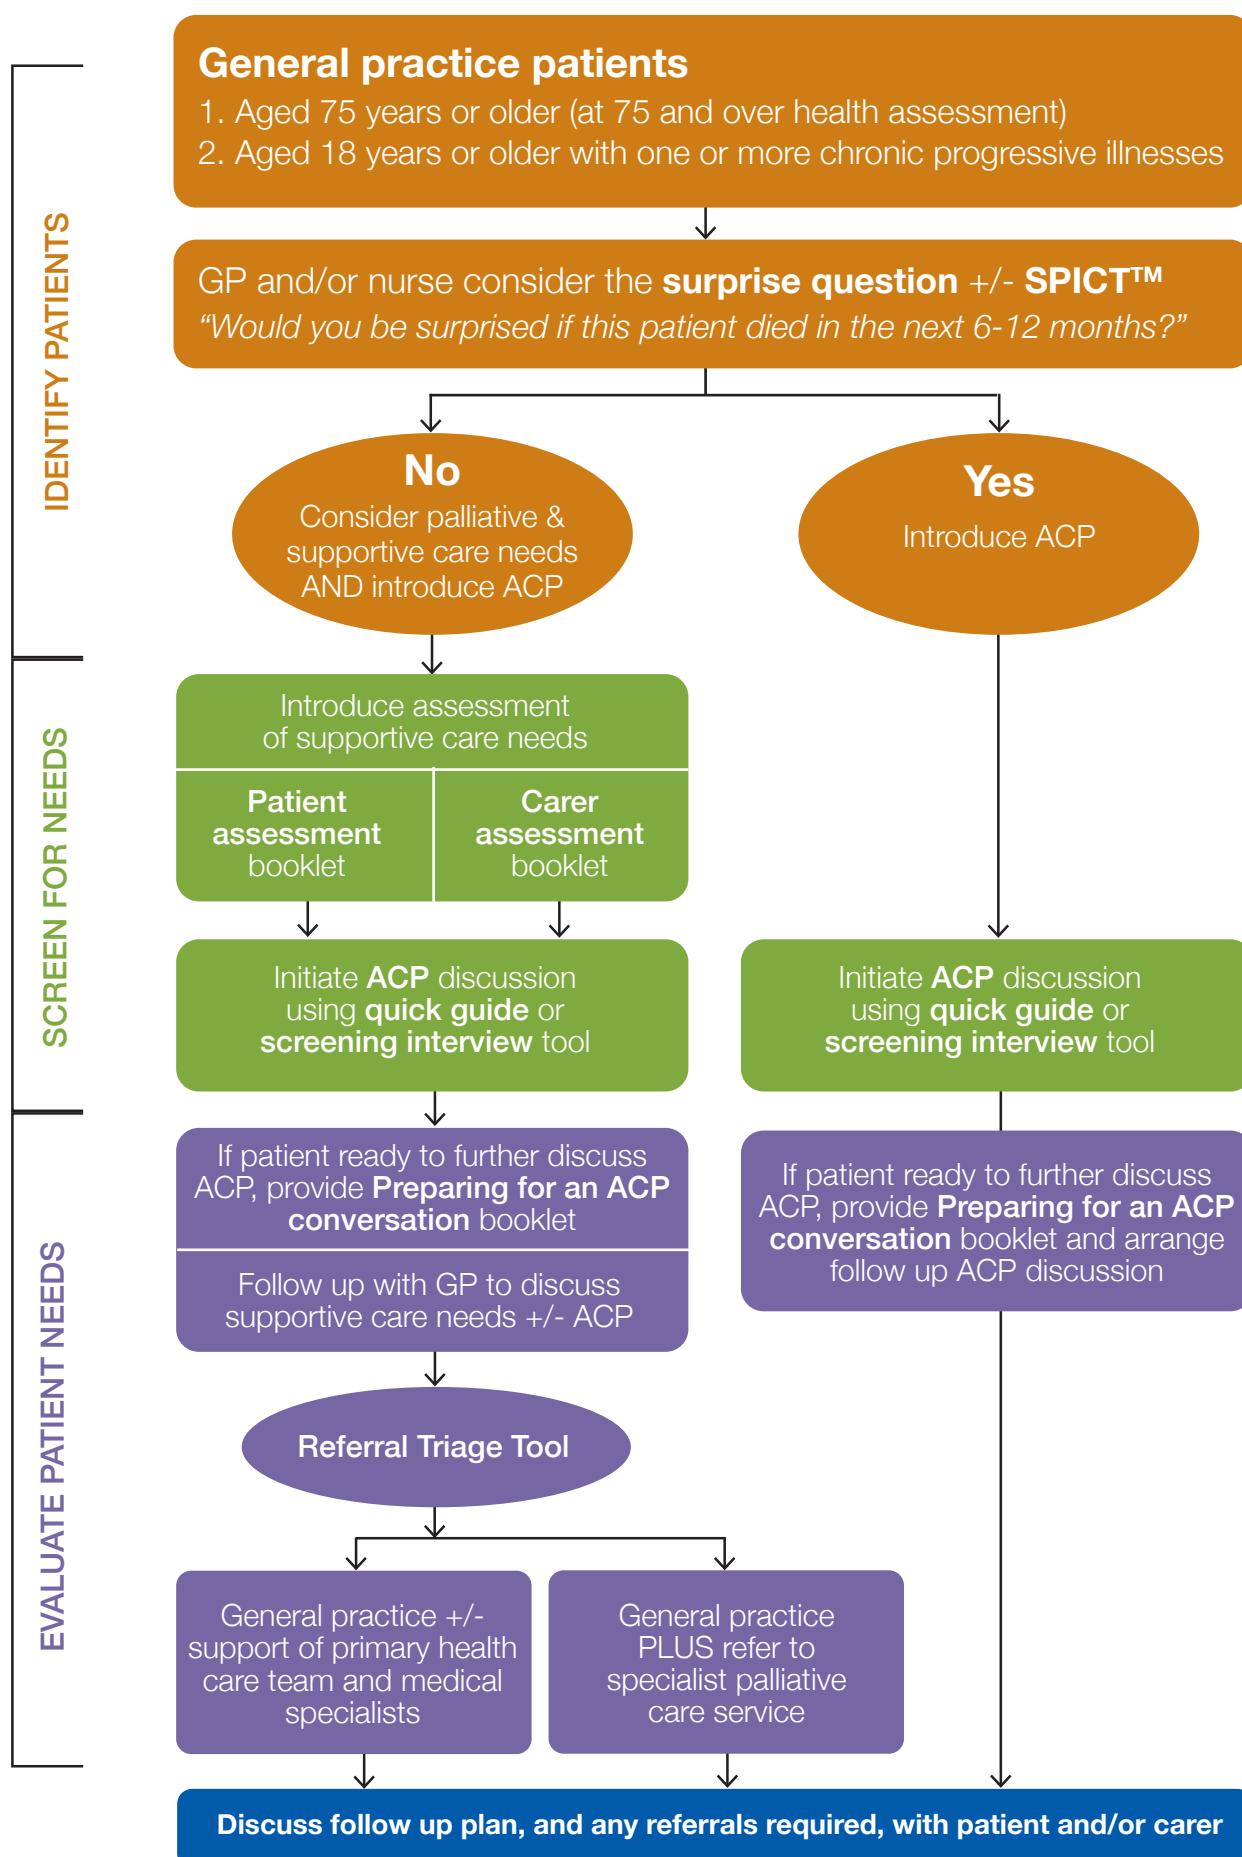 General practice patients
1. Aged 75 years or older (at 75 and over health assessment)
2. Aged 18 years or older with one or more chronic progressive illnesses
IDENTIFY PATIENTS
GP and/or nurse consider the surprise question +/- SPICT™
“Would you be surprised if this patient died in the next 6-12 months?”
No
Consider palliative &
supportive care needs
AND introduce ACP
Yes
Introduce ACP
SCREEN FOR NEEDS
Introduce assessment
of supportive care needs
Patient
assessment
booklet
Carer
assessment
booklet
Initiate ACP discussion
using quick guide or
screening interview tool
Initiate ACP discussion
using quick guide or
screening interview tool
EVALUATE PATIENT NEEDS
If patient ready to further discuss
ACP, provide Preparing for an ACP
conversation booklet
Follow up with GP to discuss
supportive care needs +/- ACP
If patient ready to further discuss
ACP, provide Preparing for an ACP
conversation booklet and arrange
follow up ACP discussion
Referral Triage Tool
General practice +/-
support of primary health
care team and medical
specialists
General practice
PLUS refer to
specialist palliative
care service
Discuss follow up plan, and any referrals required, with patient and/or carer